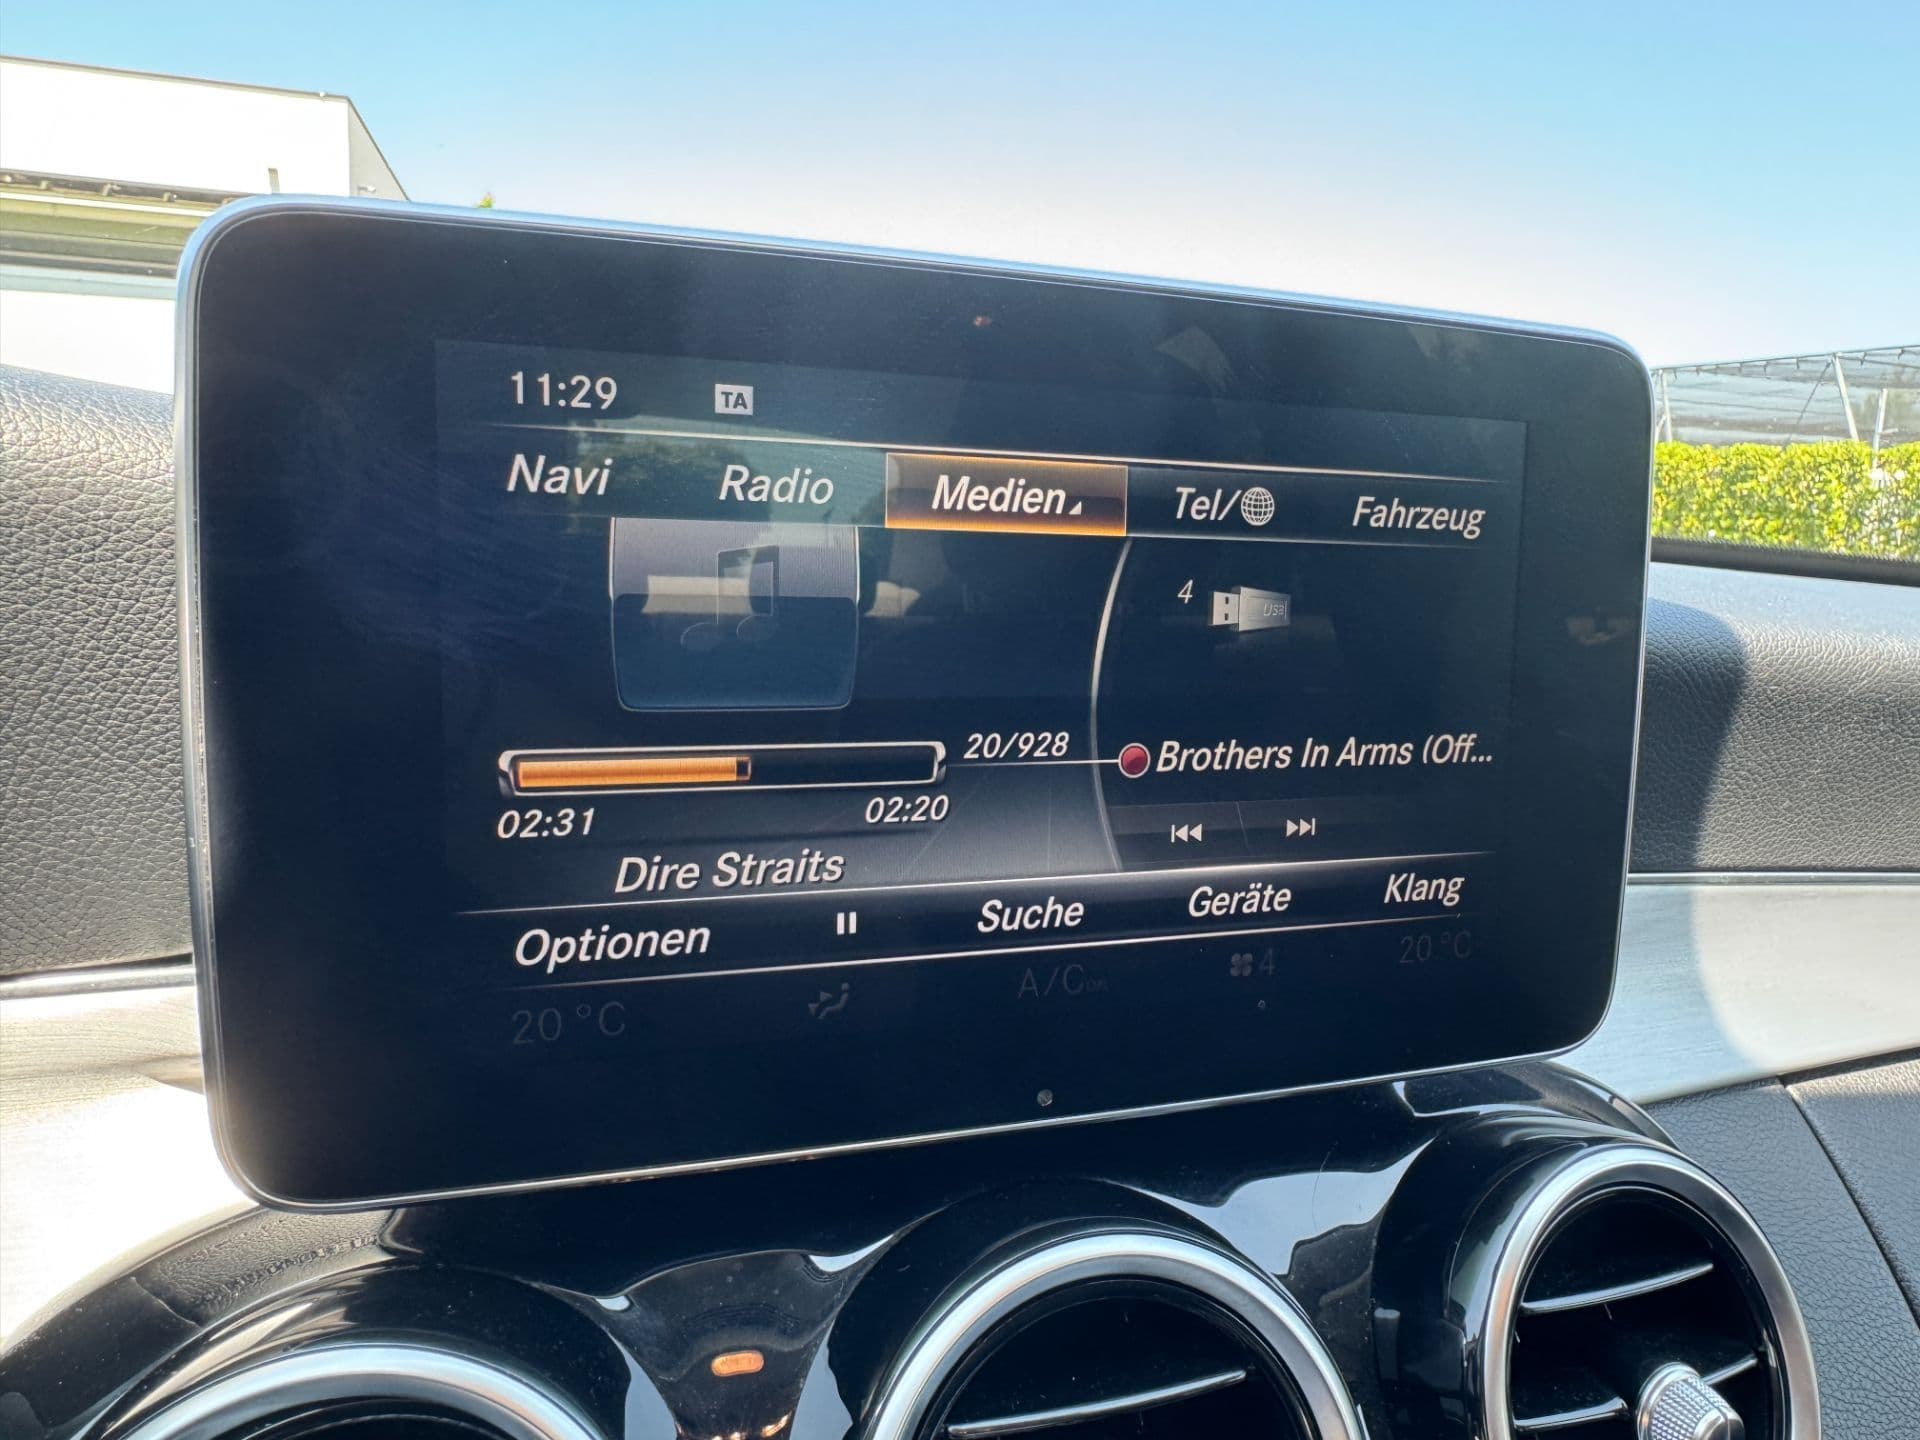 11:29 TA
Navi Radio Medien Tel/ Fahrzeug
4 USB
20/928 Brothers In Arms (Off...
02:31 02:20
Dire Straits
Optionen Suche Geräte Klang
20 °C A/C ON 4 20 °C